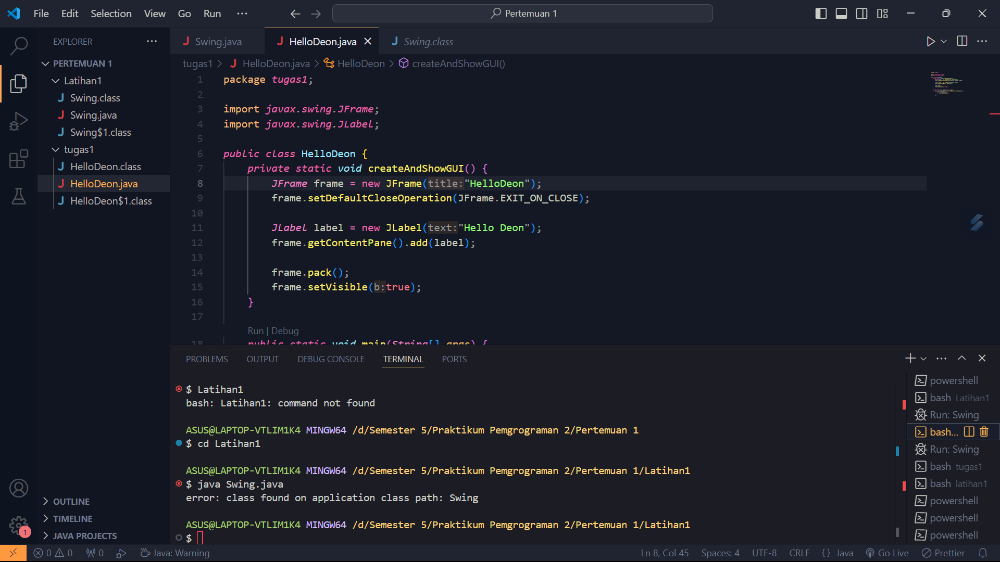 File Edit Selection View Go Run ··· Pertemuan 1
EXPLORER ···
PERTEMUAN 1
Latihan1
J Swing.class
J Swing.java
J Swing$1.class
tugas1
J HelloDeon.class
J HelloDeon.java
J HelloDeon$1.class
OUTLINE
TIMELINE
JAVA PROJECTS
1
J Swing.java J HelloDeon.java J Swing.class
tugas1 > J HelloDeon.java > HelloDeon > createAndShowGUI()
1 package tugas1;
2
3 import javax.swing.JFrame;
4 import javax.swing.JLabel;
5
6 public class HelloDeon {
7 private static void createAndShowGUI() {
8 JFrame frame = new JFrame(title:"HelloDeon");
9 frame.setDefaultCloseOperation(JFrame.EXIT_ON_CLOSE);
10
11 JLabel label = new JLabel(text:"Hello Deon");
12 frame.getContentPane().add(label);
13
14 frame.pack();
15 frame.setVisible(b:true);
16 }
17
Run | Debug
18 public static void main(String[] args) {
PROBLEMS OUTPUT DEBUG CONSOLE TERMINAL PORTS
$ Latihan1
bash: Latihan1: command not found
ASUS@LAPTOP-VTLIM1K4 MINGW64 /d/Semester 5/Praktikum Pemgrograman 2/Pertemuan 1
$ cd Latihan1
ASUS@LAPTOP-VTLIM1K4 MINGW64 /d/Semester 5/Praktikum Pemgrograman 2/Pertemuan 1/Latihan1
$ java Swing.java
error: class found on application class path: Swing
ASUS@LAPTOP-VTLIM1K4 MINGW64 /d/Semester 5/Praktikum Pemgrograman 2/Pertemuan 1/Latihan1
$
powershell
bash Latihan1
Run: Swing
bash...
Run: Swing
bash tugas1
bash latihan1
powershell
powershell
powershell
0 0 0 Java: Warning Ln 8, Col 45 Spaces: 4 UTF-8 CRLF {} Java Go Live Prettier